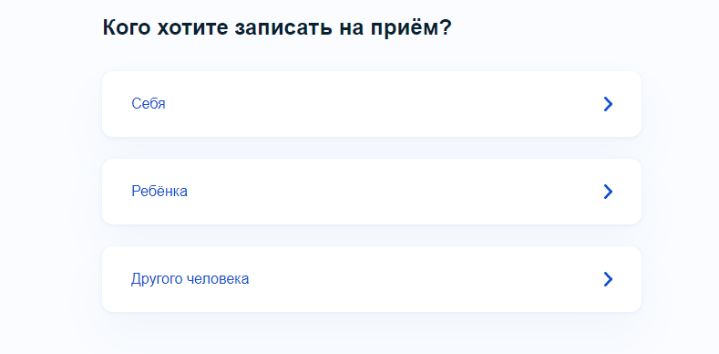 Кого хотите записать на приём?
Себя
Ребёнка
Другого человека